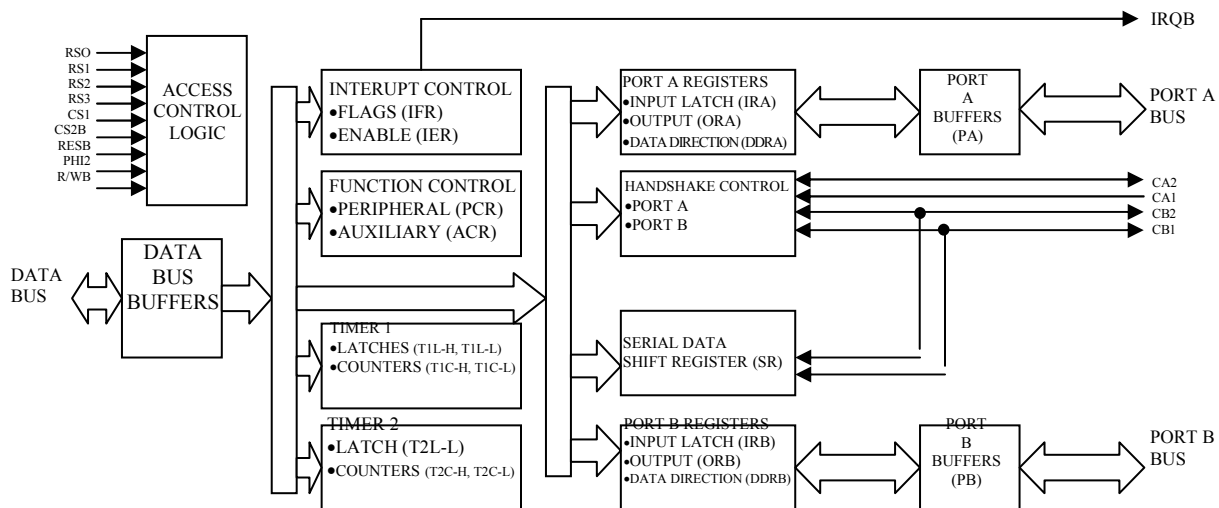 IRQB
RSO
RS1
RS2
RS3
CS1
CS2B
RESB
PHI2
R/WB
ACCESS
CONTROL
LOGIC
INTERUPT CONTROL
•FLAGS (IFR)
•ENABLE (IER)
FUNCTION CONTROL
•PERIPHERAL (PCR)
•AUXILIARY (ACR)
DATA
BUS
DATA
BUS
BUFFERS
TIMER 1
•LATCHES (T1L-H, T1L-L)
•COUNTERS (T1C-H, T1C-L)
TIMER 2
•LATCH (T2L-L)
•COUNTERS (T2C-H, T2C-L)
PORT A REGISTERS
•INPUT LATCH (IRA)
•OUTPUT (ORA)
•DATA DIRECTION (DDRA)
PORT
A
BUFFERS
(PA)
PORT A
BUS
HANDSHAKE CONTROL
•PORT A
•PORT B
CA2
CA1
CB2
CB1
SERIAL DATA
SHIFT REGISTER (SR)
PORT B REGISTERS
•INPUT LATCH (IRB)
•OUTPUT (ORB)
•DATA DIRECTION (DDRB)
PORT
B
BUFFERS
(PB)
PORT B
BUS